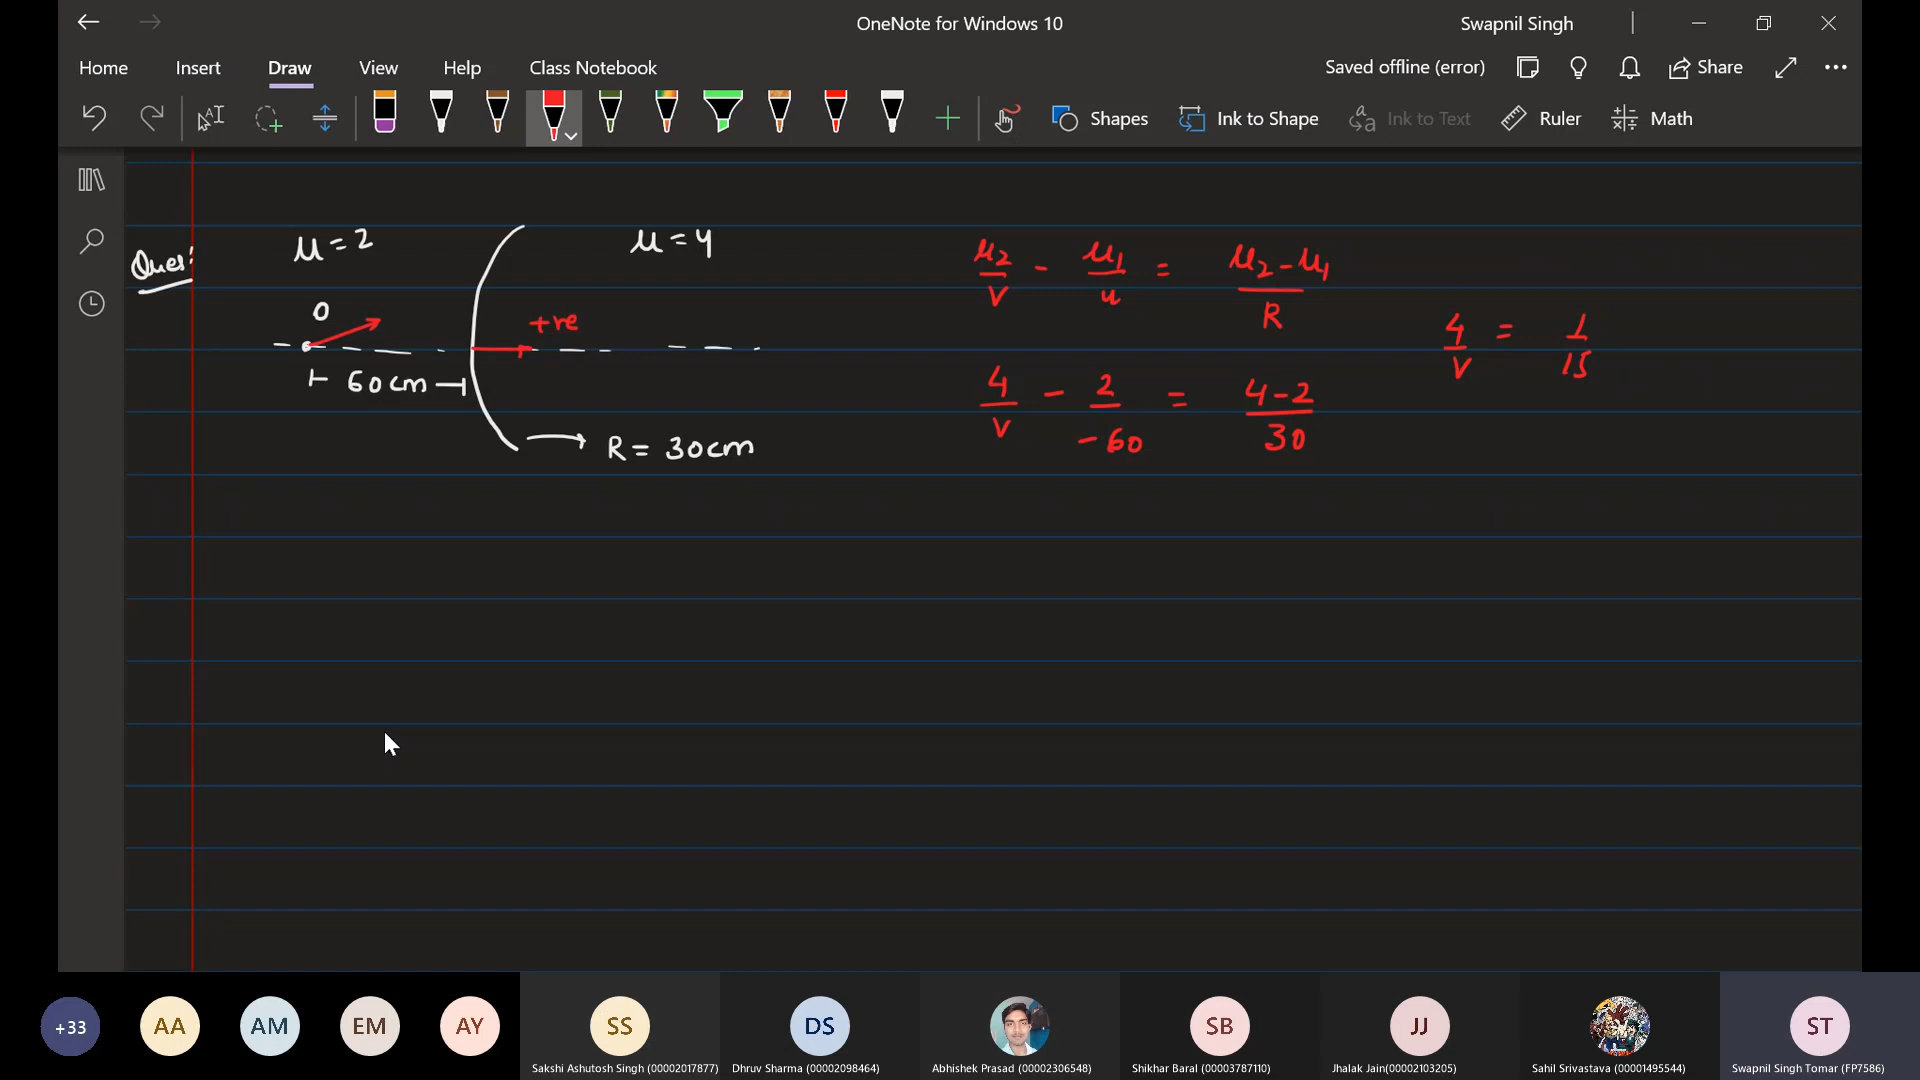 OneNote for Windows 10
Swapnil Singh
Home Insert Draw View Help Class Notebook
Saved offline (error) Share
Shapes Ink to Shape Ink to Text Ruler Math
Ques:
μ = 2
μ = 4
O
+ve
60cm
R = 30cm
μ2/v - μ1/u = μ2-μ1/R
4/v - 2/-60 = 4-2/30
4/v = 1/15
+33 AA AM EM AY SS DS SB JJ ST
Sakshi Ashutosh Singh (00002017877) Dhruv Sharma (00002098464) Abhishek Prasad (00002306548) Shikhar Baral (00003787110) Jhalak Jain(00002103205) Sahil Srivastava (00001495544) Swapnil Singh Tomar (FP7586)